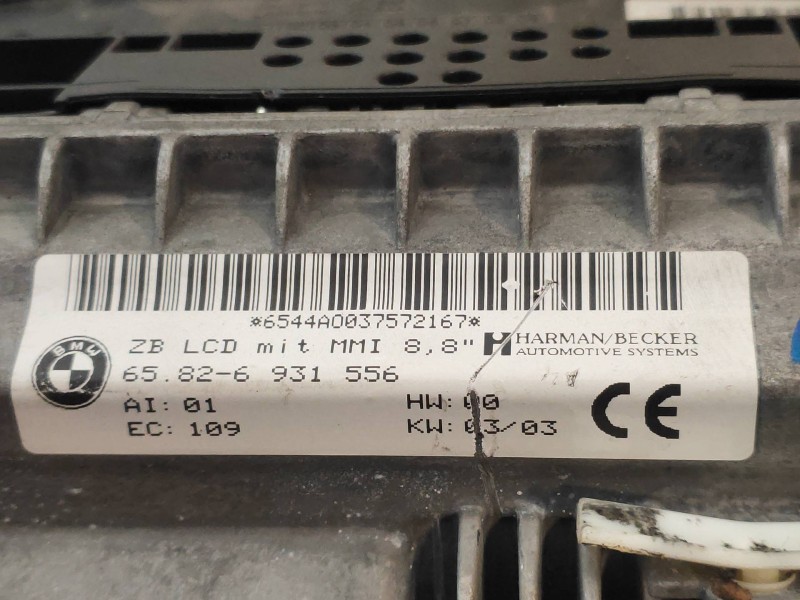 *6544A0037572167*
BMW
ZB LCD mit MMI 8,8"
HARMAN/BECKER
AUTOMOTIVE SYSTEMS
65.82-6 931 556
AI: 01
HW: 00
EC: 109
KW: 03/03
CE